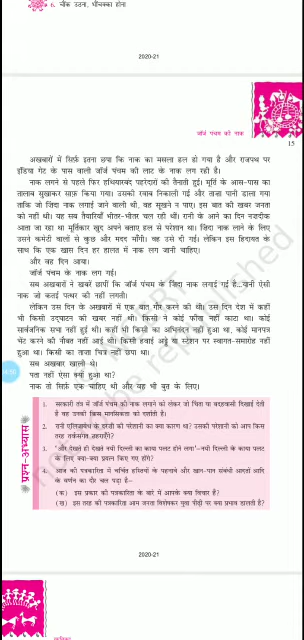 6. चौंक उठना, भौंचक्का होना
2020-21
जॉर्ज पंचम की नाक
15
अखबारों में सिर्फ़ इतना छपा कि नाक का मसला हल हो गया है और राजपथ पर
इंडिया गेट के पास वाली जॉर्ज पंचम की लाट के नाक लग रही है।
नाक लगने से पहले फिर हथियारबंद पहरेदारों की तैनाती हुई। मूर्ति के आस-पास का
तालाब सुखाकर साफ़ किया गया। उसकी रवाब निकाली गई और ताज़ा पानी डाला गया
ताकि जो ज़िंदा नाक लगाई जाने वाली थी, वह सूखने न पाए। इस बात की खबर जनता
को नहीं थी। यह सब तैयारियाँ भीतर-भीतर चल रही थीं। रानी के आने का दिन नज़दीक
आता जा रहा था मूर्तिकार खुद अपने बताए हल से परेशान था। ज़िंदा नाक लाने के लिए
उसने कमेटी वालों से कुछ और मदद माँगी। वह उसे दी गई। लेकिन इस हिदायत के
साथ कि एक खास दिन हर हालत में नाक लग जानी चाहिए।
और वह दिन आया।
जॉर्ज पंचम के नाक लग गई।
सब अखबारों ने खबरें छापीं कि जॉर्ज पंचम के ज़िंदा नाक लगाई गई है...यानी ऐसी
नाक जो कतई पत्थर की नहीं लगती।
लेकिन उस दिन के अखबारों में एक बात गौर करने की थी। उस दिन देश में कहीं
भी किसी उद्घाटन की खबर नहीं थी। किसी ने कोई फीता नहीं काटा था। कोई
सार्वजनिक सभा नहीं हुई थी। कहीं भी किसी का अभिनंदन नहीं हुआ था, कोई मानपत्र
भेंट करने की नौबत नहीं आई थी। किसी हवाई अड्डे या स्टेशन पर स्वागत-समारोह नहीं
हुआ था। किसी का ताज़ा चित्र नहीं छपा था।
सब अखबार खाली थे।
पता नहीं ऐसा क्यों हुआ था?
नाक तो सिर्फ़ एक चाहिए थी और वह भी बुत के लिए।
प्रश्न-अभ्यास
1. सरकारी तंत्र में जॉर्ज पंचम की नाक लगाने को लेकर जो चिंता या बदहवासी दिखाई देती
है वह उनकी किस मानसिकता को दर्शाती है।
2. रानी एलिज़ाबेथ के दरज़ी की परेशानी का क्या कारण था? उसकी परेशानी को आप किस
तरह तर्कसंगत ठहराएँगे?
3. 'और देखते ही देखते नयी दिल्ली का काया पलट होने लगा'–नयी दिल्ली के काया पलट
के लिए क्या-क्या प्रयत्न किए गए होंगे?
4. आज की पत्रकारिता में चर्चित हस्तियों के पहनावे और खान-पान संबंधी आदतों आदि
के वर्णन का दौर चल पड़ा है–
(क) इस प्रकार की पत्रकारिता के बारे में आपके क्या विचार हैं?
(ख) इस तरह की पत्रकारिता आम जनता विशेषकर युवा पीढ़ी पर क्या प्रभाव डालती है?
2020-21